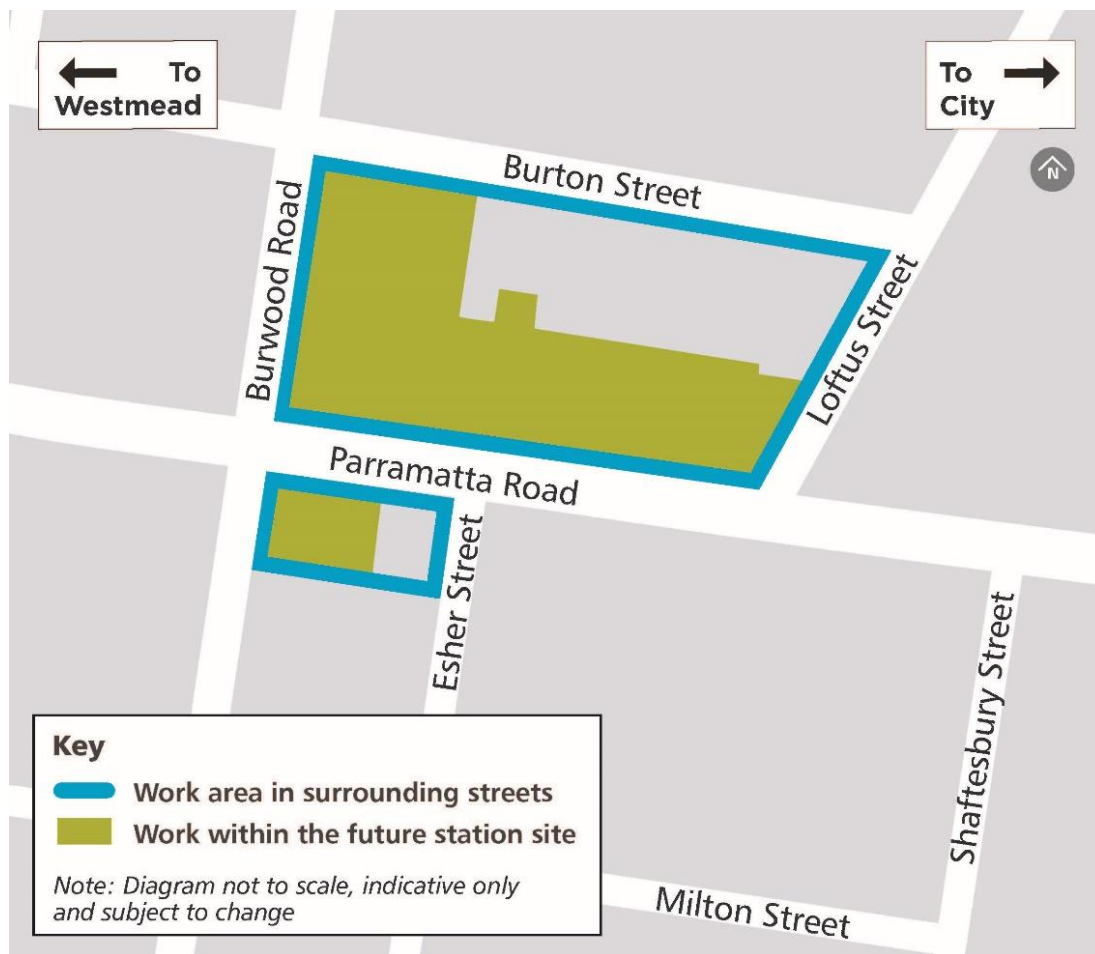 To
Westmead
To
City
N
Burton Street
Burwood Road
Loftus Street
Parramatta Road
Esher Street
Shaftesbury Street
Key
Work area in surrounding streets
Work within the future station site
Note: Diagram not to scale, indicative only
and subject to change
Milton Street